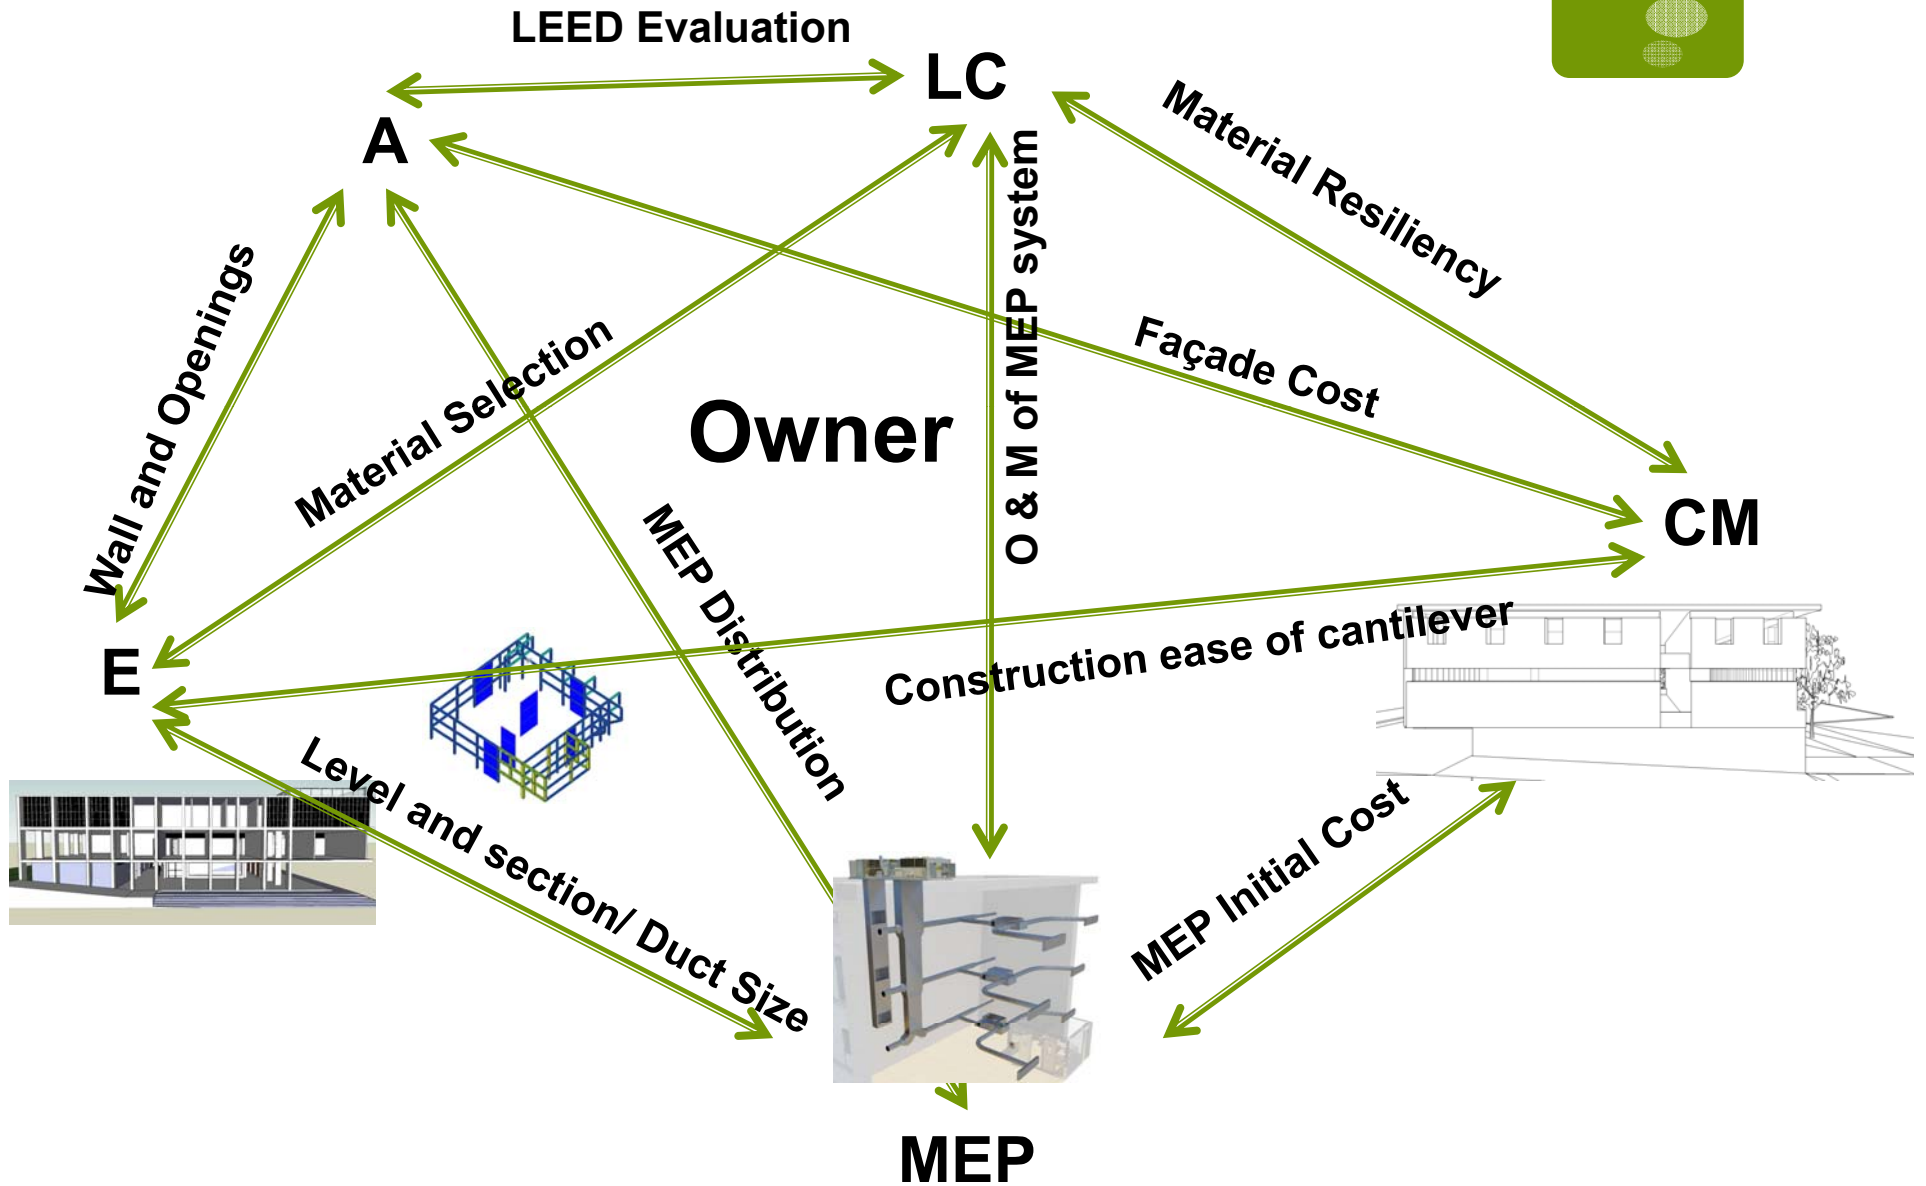 LEED Evaluation
LC
A
Material Resiliency
O & M of MEP system
Wall and Openings
Material Selection
Façade Cost
Owner
CM
MEP Distribution
Construction ease of cantilever
E
Level and section/ Duct Size
MEP Initial Cost
MEP